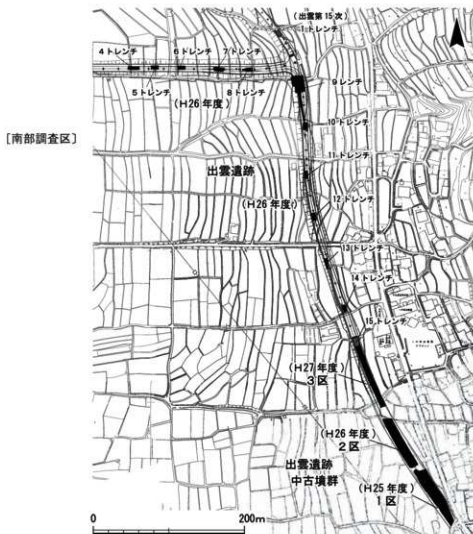 (出雲第15次)
1トレンチ
4トレンチ 6トレンチ 7トレンチ
5トレンチ 8トレンチ 9トレンチ
(H26年度)
10トレンチ
[南部調査区]
11トレンチ
出雲遺跡
(H26年度)
12トレンチ
13トレンチ
14トレンチ
15トレンチ
(H27年度)
3区
(H26年度)
2区
出雲遺跡
中古墳群
(H25年度)
1区
0 200m